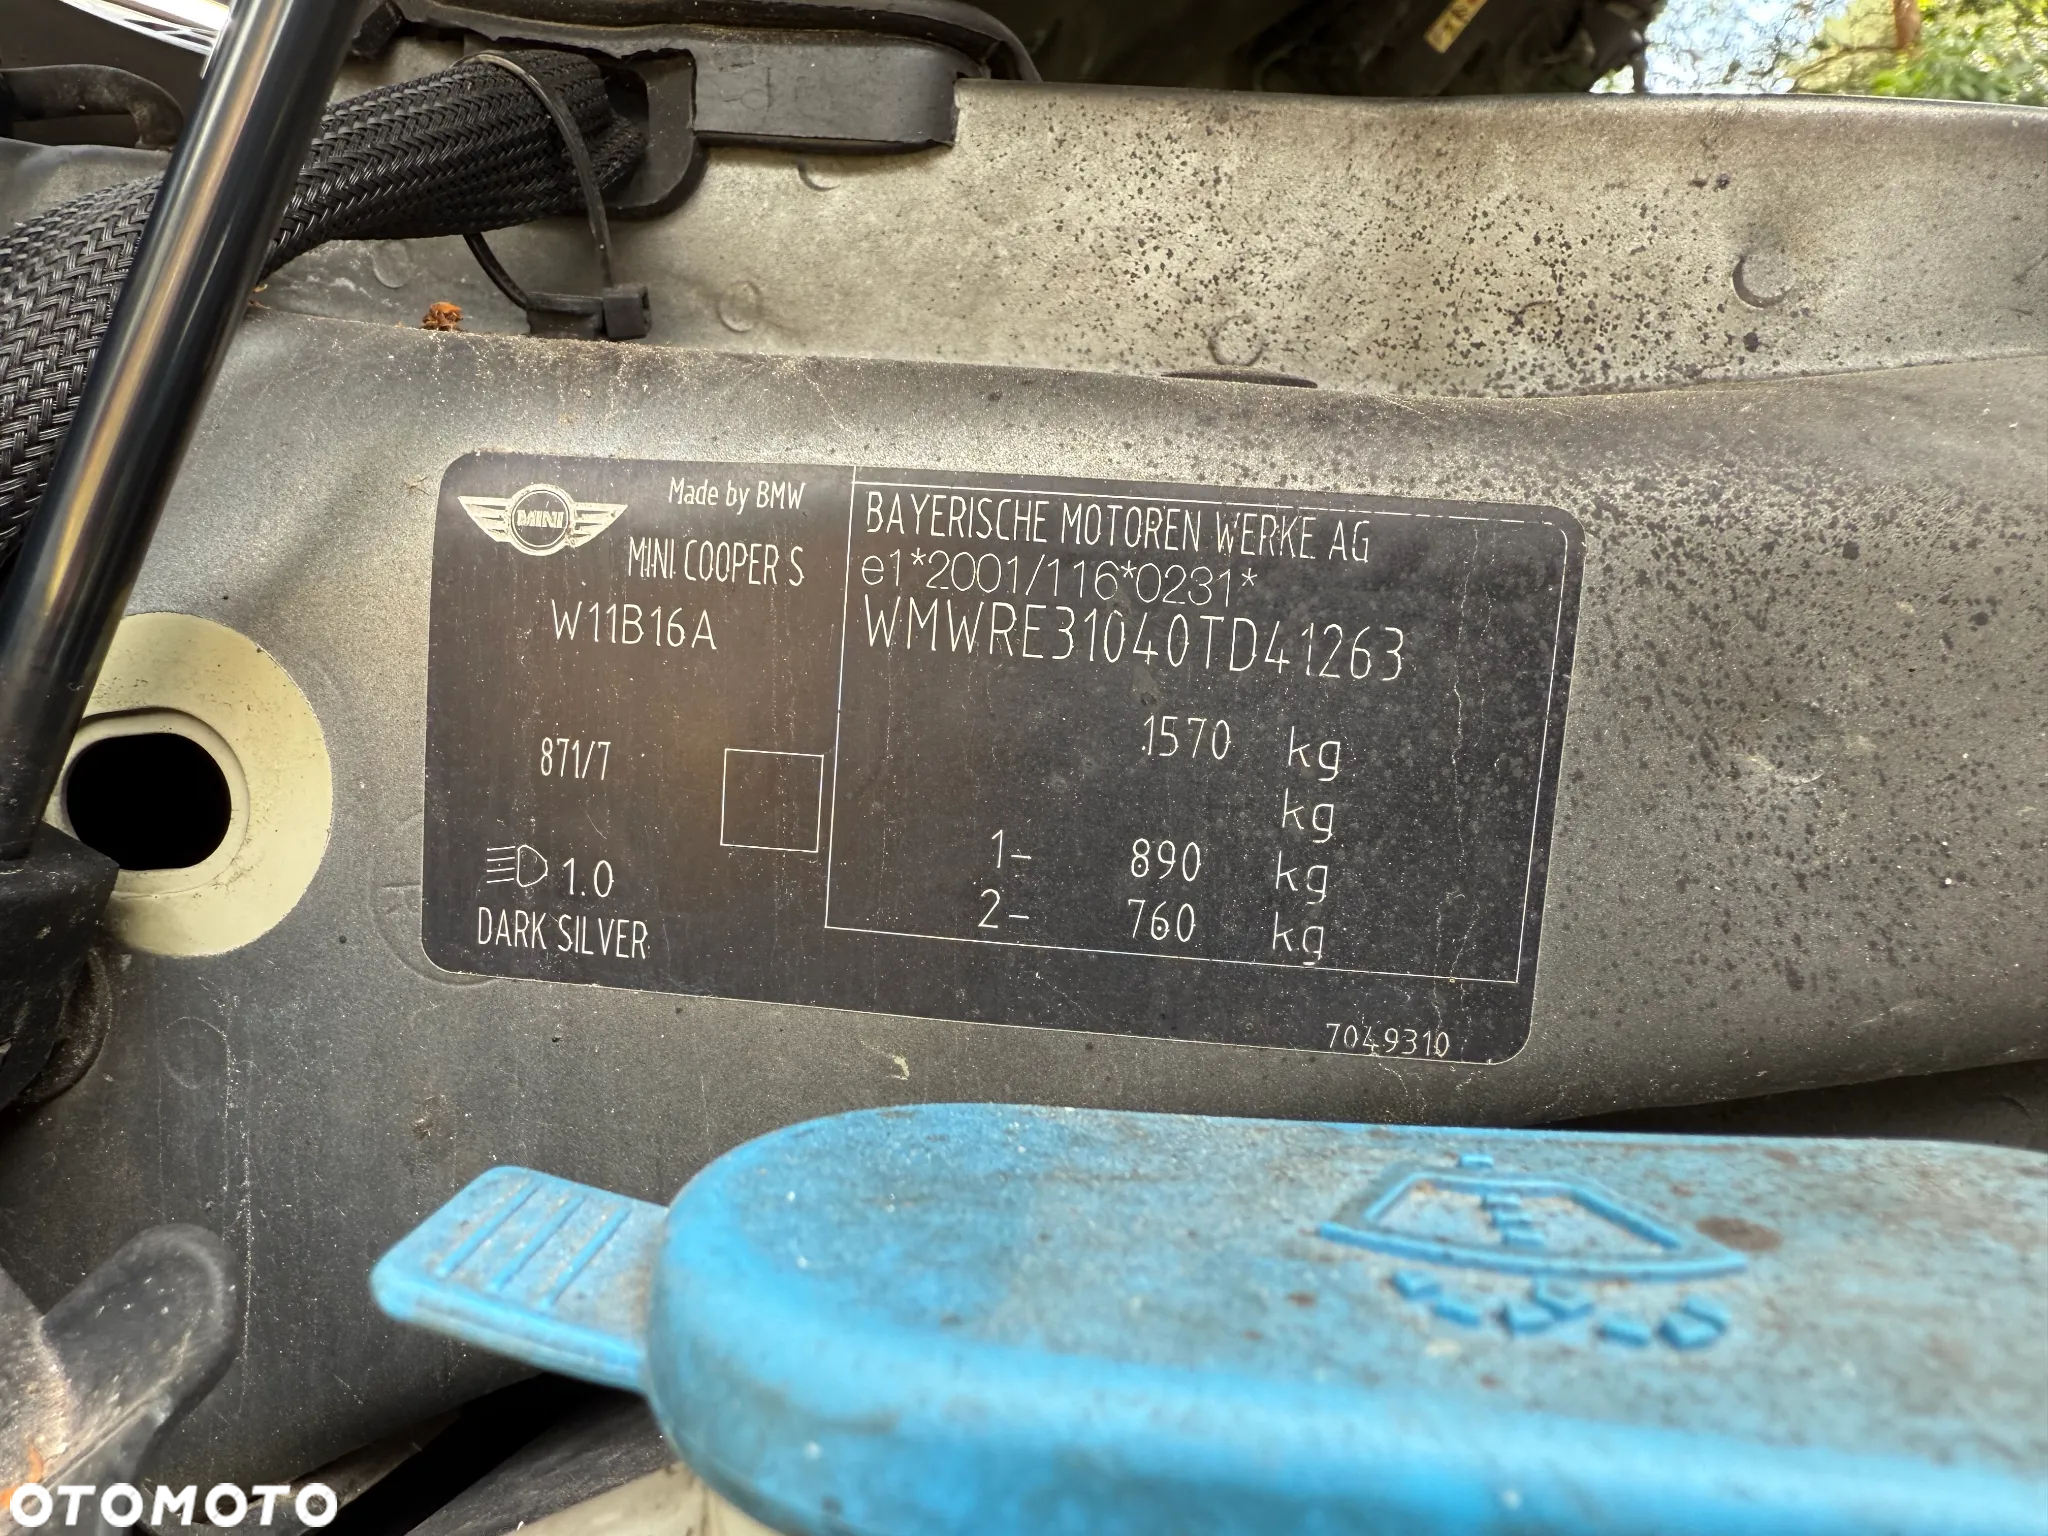 MINI
Made by BMW
MINI COOPER S
W11B16A
871/7
1.0
DARK SILVER
BAYERISCHE MOTOREN WERKE AG
e1*2001/116*0231*
WMWRE31040TD41263
1570 kg
kg
1- 890 kg
2- 760 kg
7049310
OTOMOTO